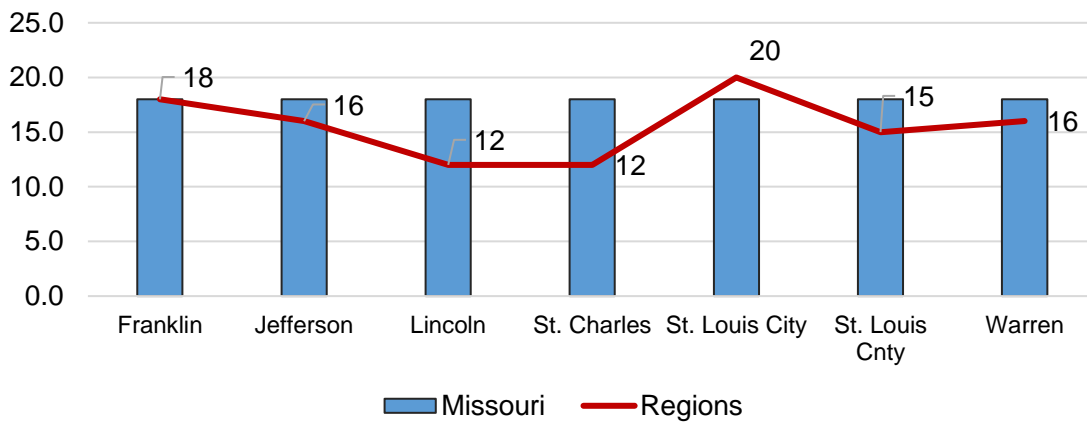 25.0
20.0
15.0
10.0
5.0
0.0
18
16
12
12
20
15
16
Franklin
Jefferson
Lincoln
St. Charles
St. Louis City
St. Louis
Cnty
Warren
Missouri
Regions